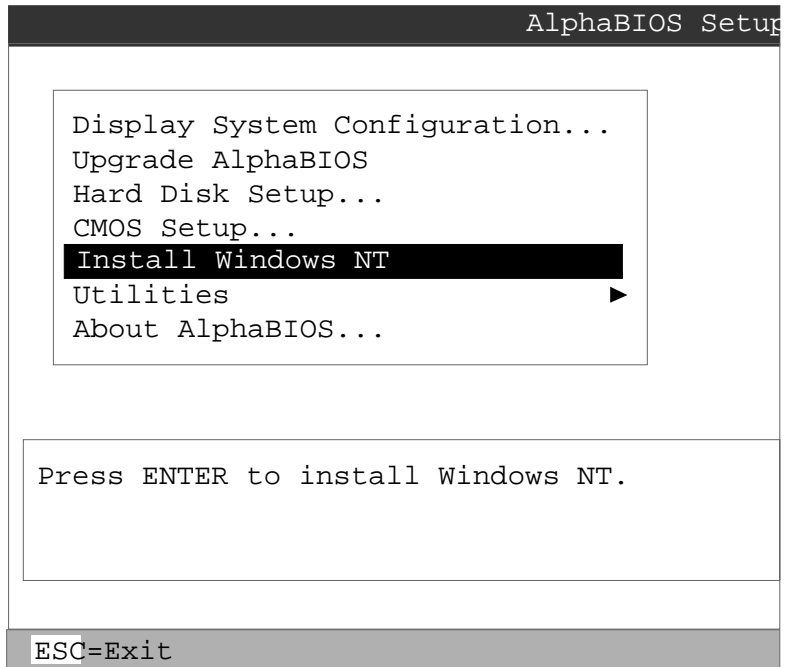 AlphaBIOS Setup
Display System Configuration...
Upgrade AlphaBIOS
Hard Disk Setup...
CMOS Setup...
Install Windows NT
Utilities ►
About AlphaBIOS...
Press ENTER to install Windows NT.
ESC=Exit